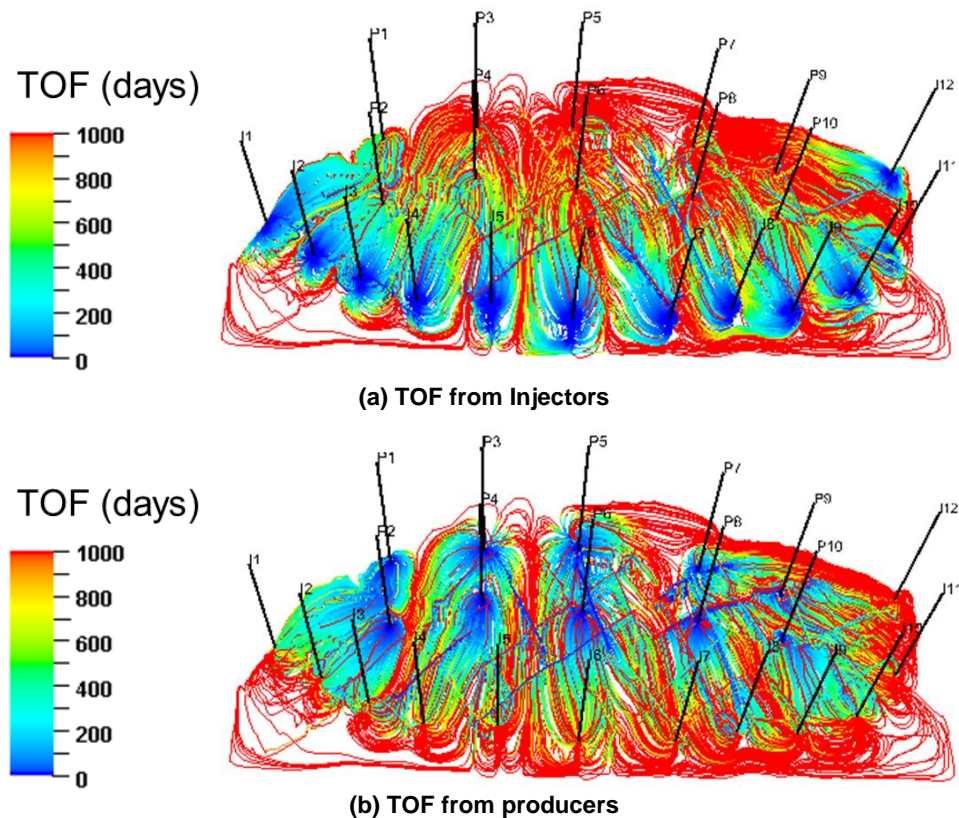 P3
P5
P1
P7
TOF (days)
P4
P9
P6
I12
P8
1000
P2
P10
I1
800
I2
I11
I3
600
I4
I5
I10
400
I6
I8
I9
I7
200
0
(a) TOF from Injectors
P3
P5
P1
P7
TOF (days)
P4
P9
P6
I12
P8
P2
P10
1000
I1
800
I2
I11
I3
600
I4
I5
I10
400
I6
I7
I8
I9
200
0
(b) TOF from producers